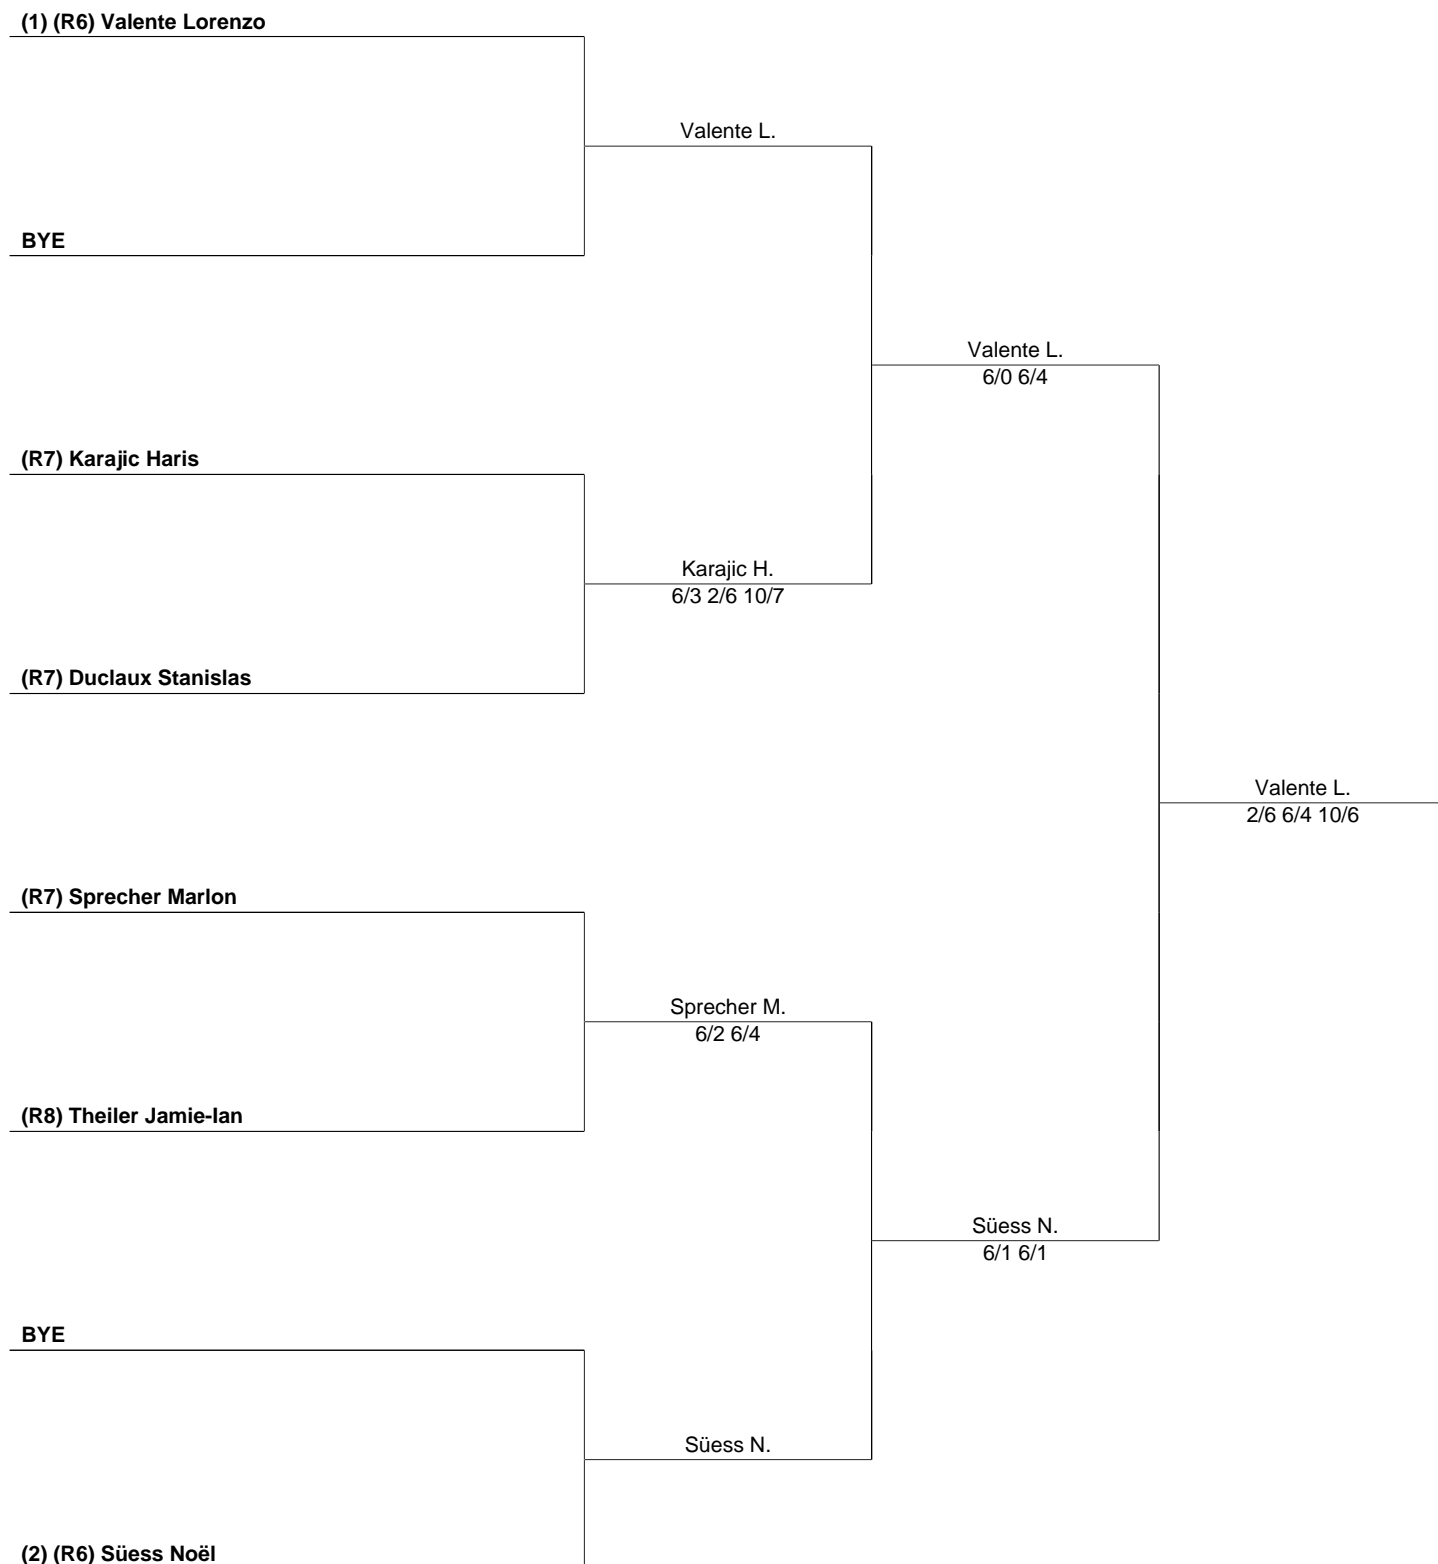 (1) (R6) Valente Lorenzo
Valente L.
BYE
Valente L.
6/0 6/4
(R7) Karajic Haris
Karajic H.
6/3 2/6 10/7
(R7) Duclaux Stanislas
Valente L.
2/6 6/4 10/6
(R7) Sprecher Marlon
Sprecher M.
6/2 6/4
(R8) Theiler Jamie-Ian
Süess N.
6/1 6/1
BYE
Süess N.
(2) (R6) Süess Noël